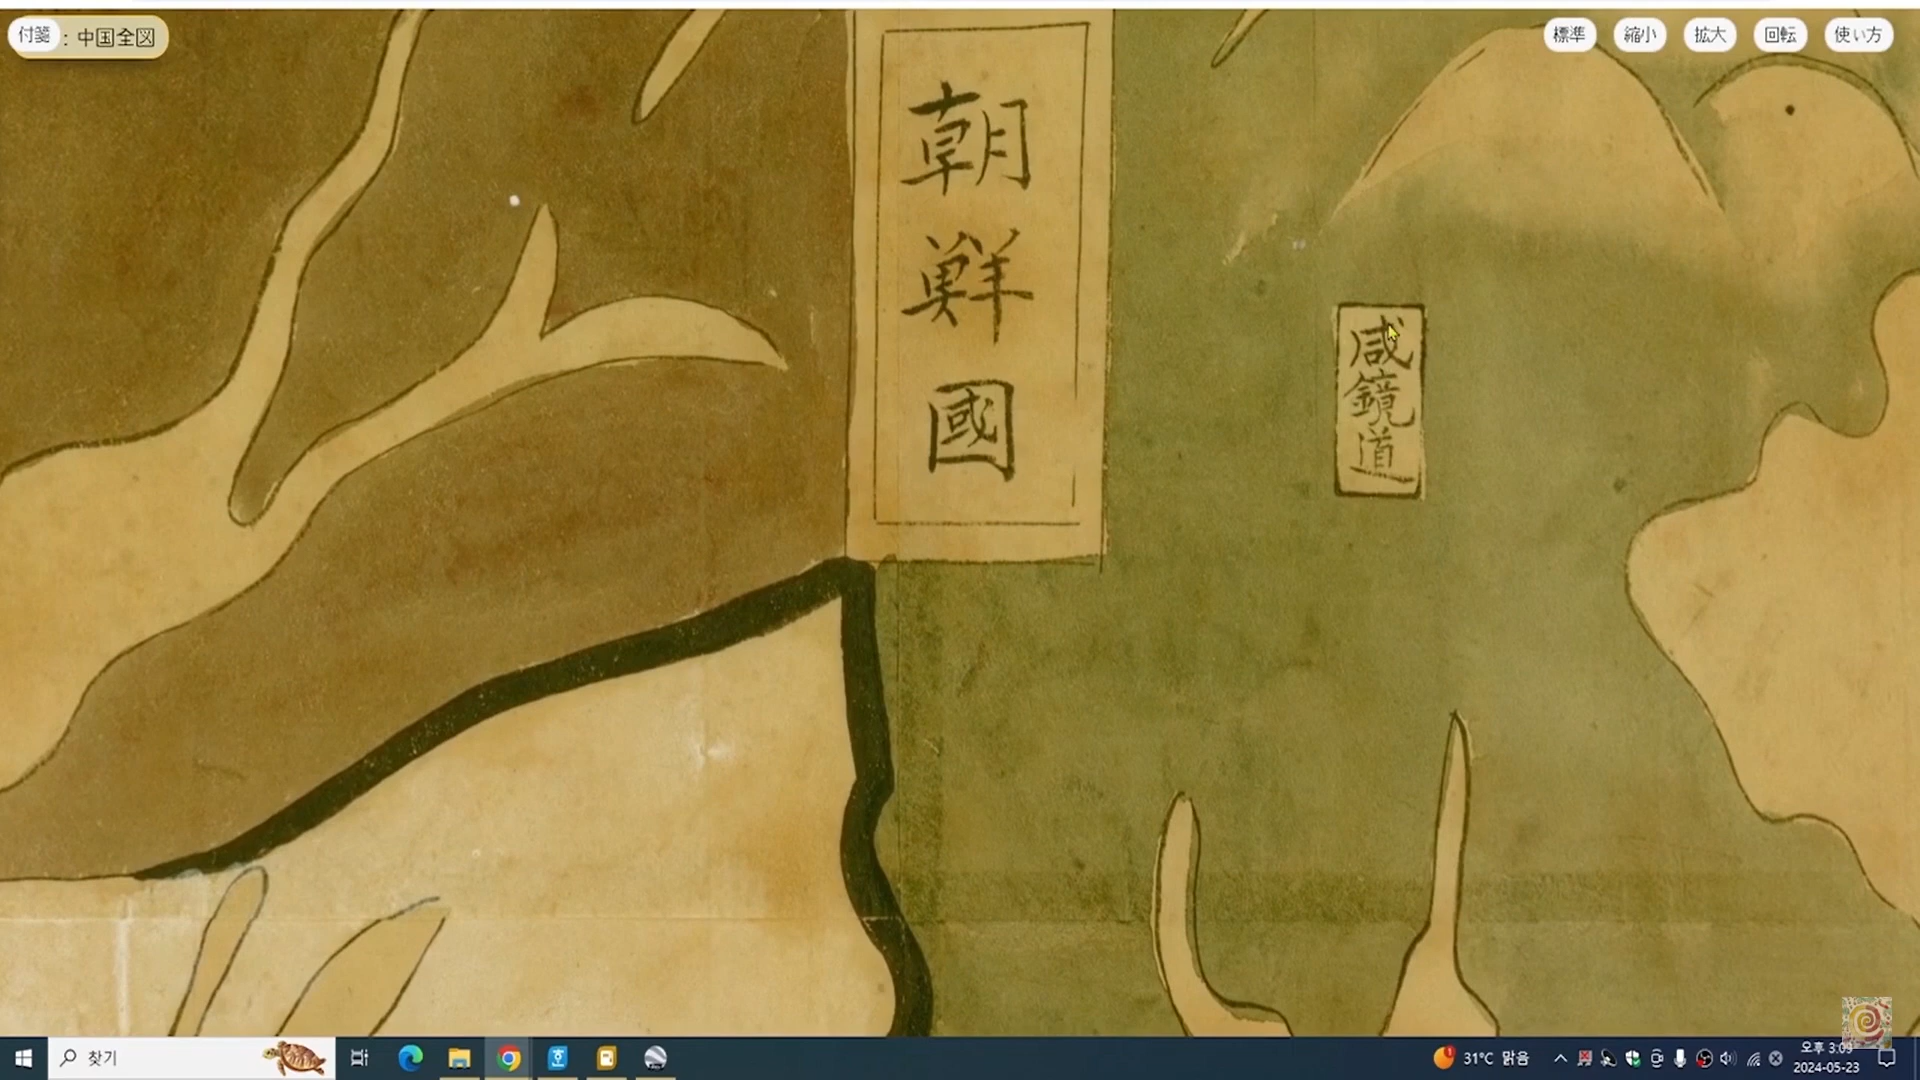 付箋 : 中国全図
標準
縮小
拡大
回転
使い方
朝鮮國
咸鏡道
찾기
31°C 맑음
오후 3:09
2024-05-23